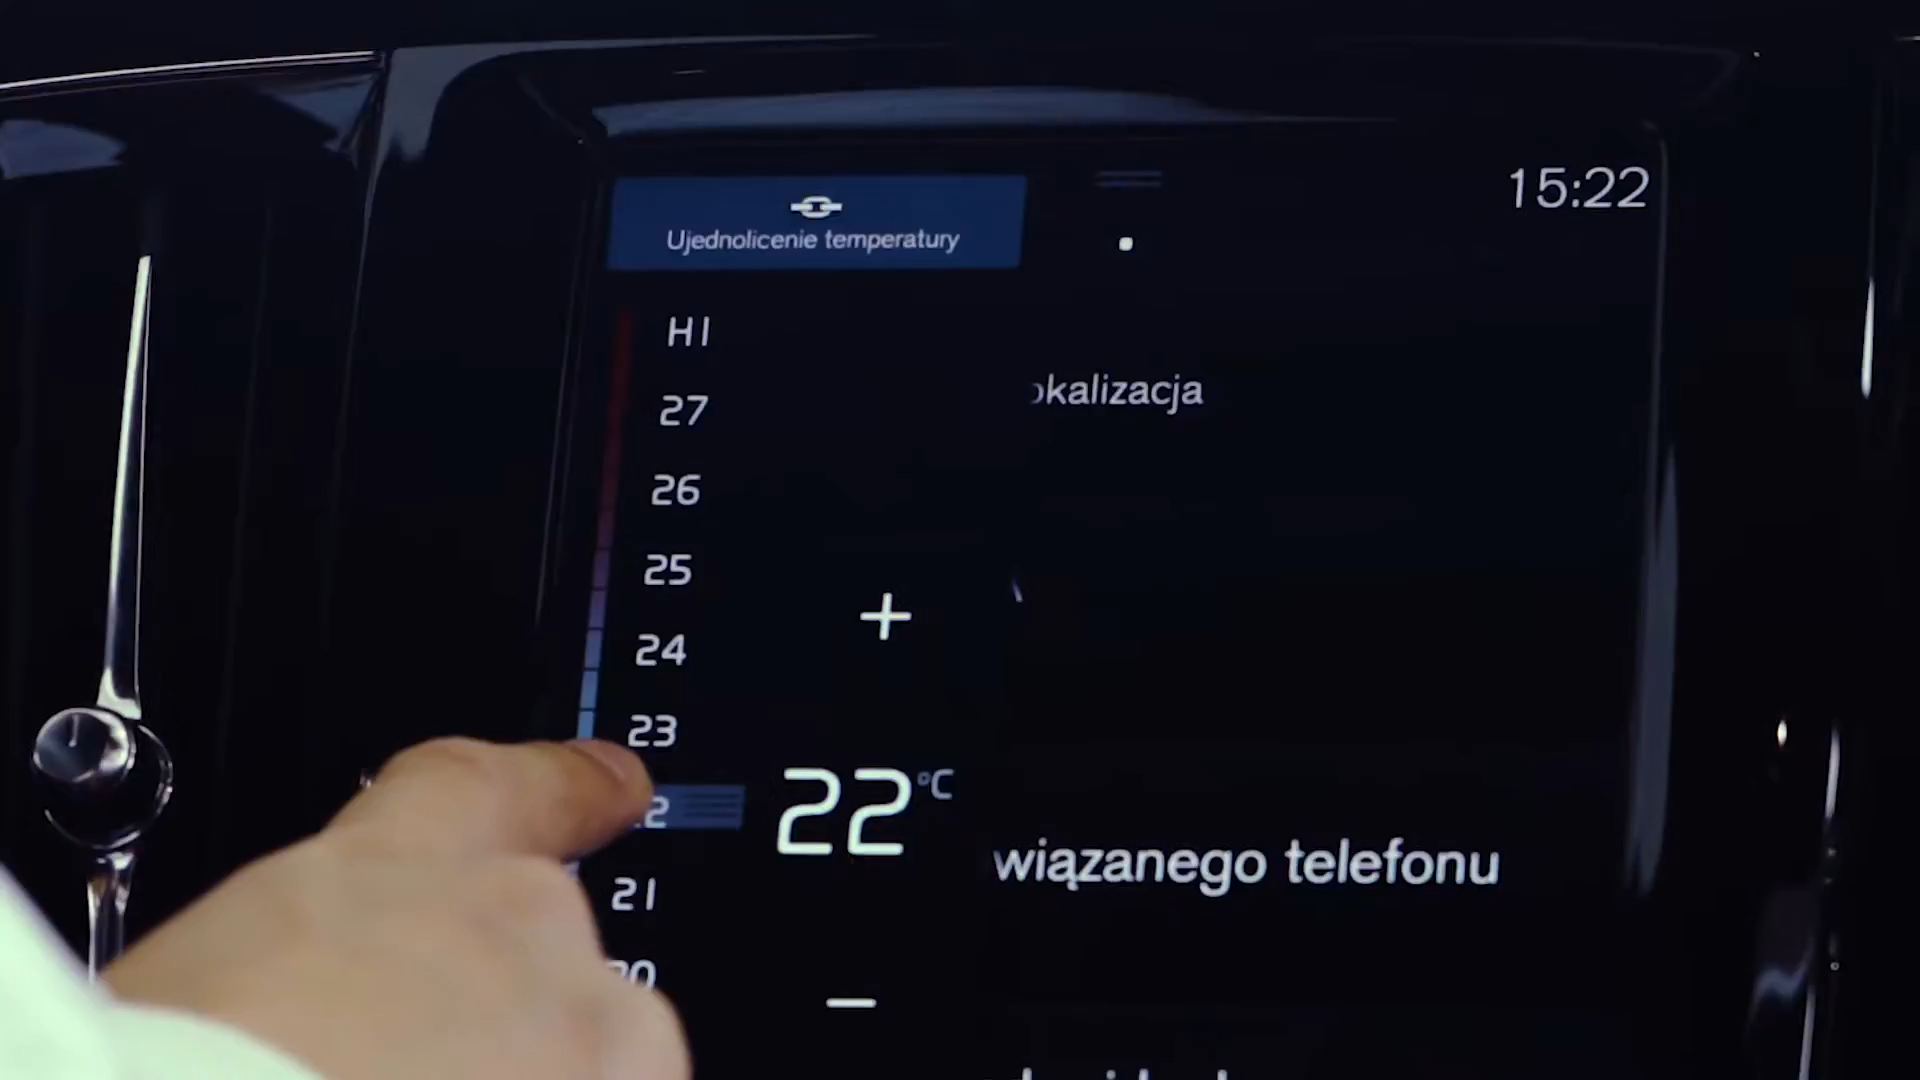 15:22
Ujednolicenie temperatury
HI
27
okalizacja
26
25
+
24
23
22 °C
wiązanego telefonu
21
20
−